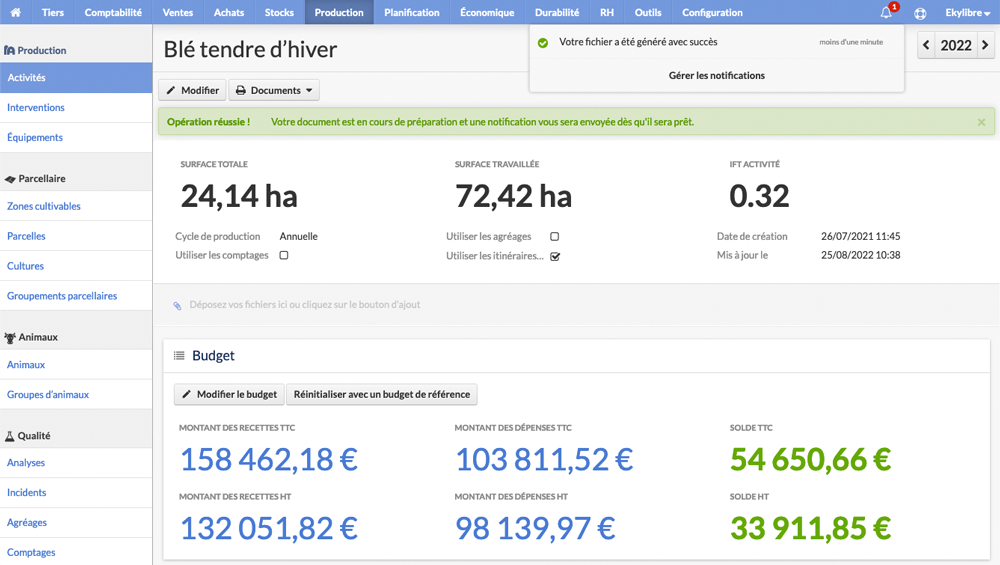 Tiers Comptabilité Ventes Achats Stocks Production Planification Économique Durabilité RH Outils Configuration 1 Ekylibre
Production
Activités
Interventions
Équipements
Parcellaire
Zones cultivables
Parcelles
Cultures
Groupements parcellaires
Animaux
Animaux
Groupes d'animaux
Qualité
Analyses
Incidents
Agréages
Comptages
Blé tendre d'hiver
Votre fichier a été généré avec succès moins d'une minute
Gérer les notifications
2022
Modifier Documents
Opération réussie ! Votre document est en cours de préparation et une notification vous sera envoyée dès qu'il sera prêt. ×
SURFACE TOTALE SURFACE TRAVAILLÉE IFT ACTIVITÉ
24,14 ha 72,42 ha 0.32
Cycle de production Annuelle Utiliser les agréages Date de création 26/07/2021 11:45
Utiliser les comptages Utiliser les itinéraires... Mis à jour le 25/08/2022 10:38
Déposez vos fichiers ici ou cliquez sur le bouton d'ajout
Budget
Modifier le budget Réinitialiser avec un budget de référence
MONTANT DES RECETTES TTC MONTANT DES DÉPENSES TTC SOLDE TTC
158 462,18 € 103 811,52 € 54 650,66 €
MONTANT DES RECETTES HT MONTANT DES DÉPENSES HT SOLDE HT
132 051,82 € 98 139,97 € 33 911,85 €